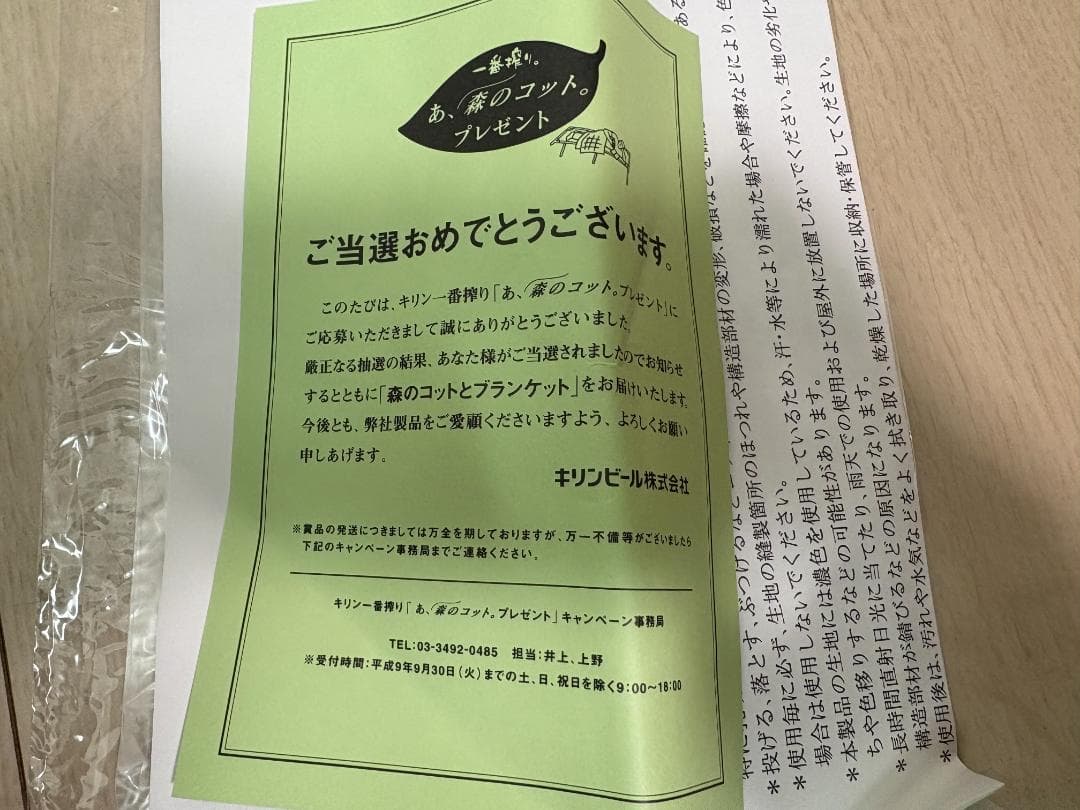 一番搾り。
あ、森のコット。
プレゼント
ご当選おめでとうございます。
このたびは、キリン一番搾り「あ、森のコット。プレゼント」に
ご応募いただきまして誠にありがとうございました。
厳正なる抽選の結果、あなた様がご当選されましたのでお知らせ
するとともに「森のコットとブランケット」をお届けいたします。
今後とも、弊社製品をご愛顧くださいますよう、よろしくお願い
申しあげます。
キリンビール株式会社
※賞品の発送につきましては万全を期しておりますが、万一不備等がございましたら
下記のキャンペーン事務局までご連絡ください。
キリン一番搾り「あ、森のコット。プレゼント」キャンペーン事務局
TEL:03-3492-0485 担当:井上、上野
※受付時間:平成9年9月30日(火)までの土、日、祝日を除く9:00〜18:00
＊投げる、落とす、ぶつけるなど
生地の縫製箇所のほつれや構造部材の変形、破損など
＊使用毎に必ず、
使用しないでください。
＊本製品の生地には濃色を使用しているため、汗・水等により濡れた場合や摩擦などにより、色
ちや色移りするなどの可能性があります。
＊長時間直射日光に当てたり、雨天での使用および屋外に放置しないでください。生地の劣化や
構造部材が錆びるなどの原因になります。
＊使用後は、汚れや水気などをよく拭き取り、乾燥した場所に収納・保管してください。